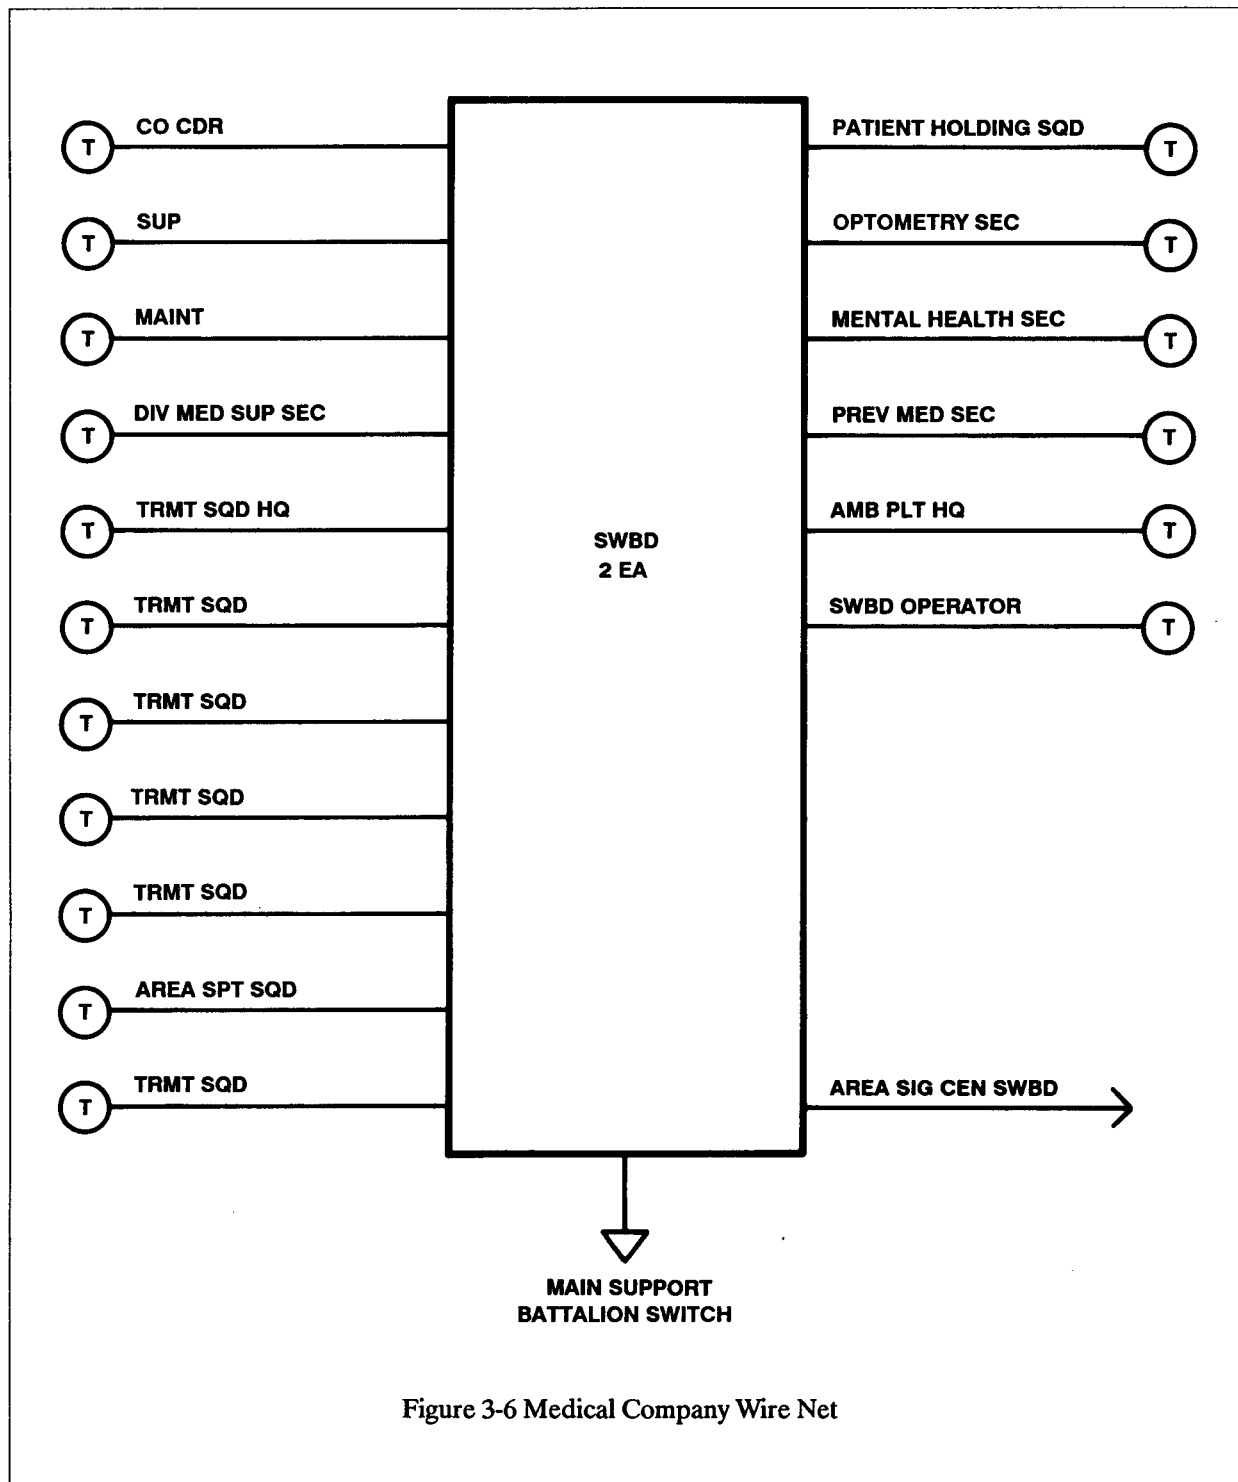 T
CO CDR
T
SUP
T
MAINT
T
DIV MED SUP SEC
T
TRMT SQD HQ
T
TRMT SQD
T
TRMT SQD
T
TRMT SQD
T
TRMT SQD
T
AREA SPT SQD
T
TRMT SQD
SWBD
2 EA
PATIENT HOLDING SQD
T
OPTOMETRY SEC
T
MENTAL HEALTH SEC
T
PREV MED SEC
T
AMB PLT HQ
T
SWBD OPERATOR
T
AREA SIG CEN SWBD
MAIN SUPPORT
BATTALION SWITCH
Figure 3-6 Medical Company Wire Net